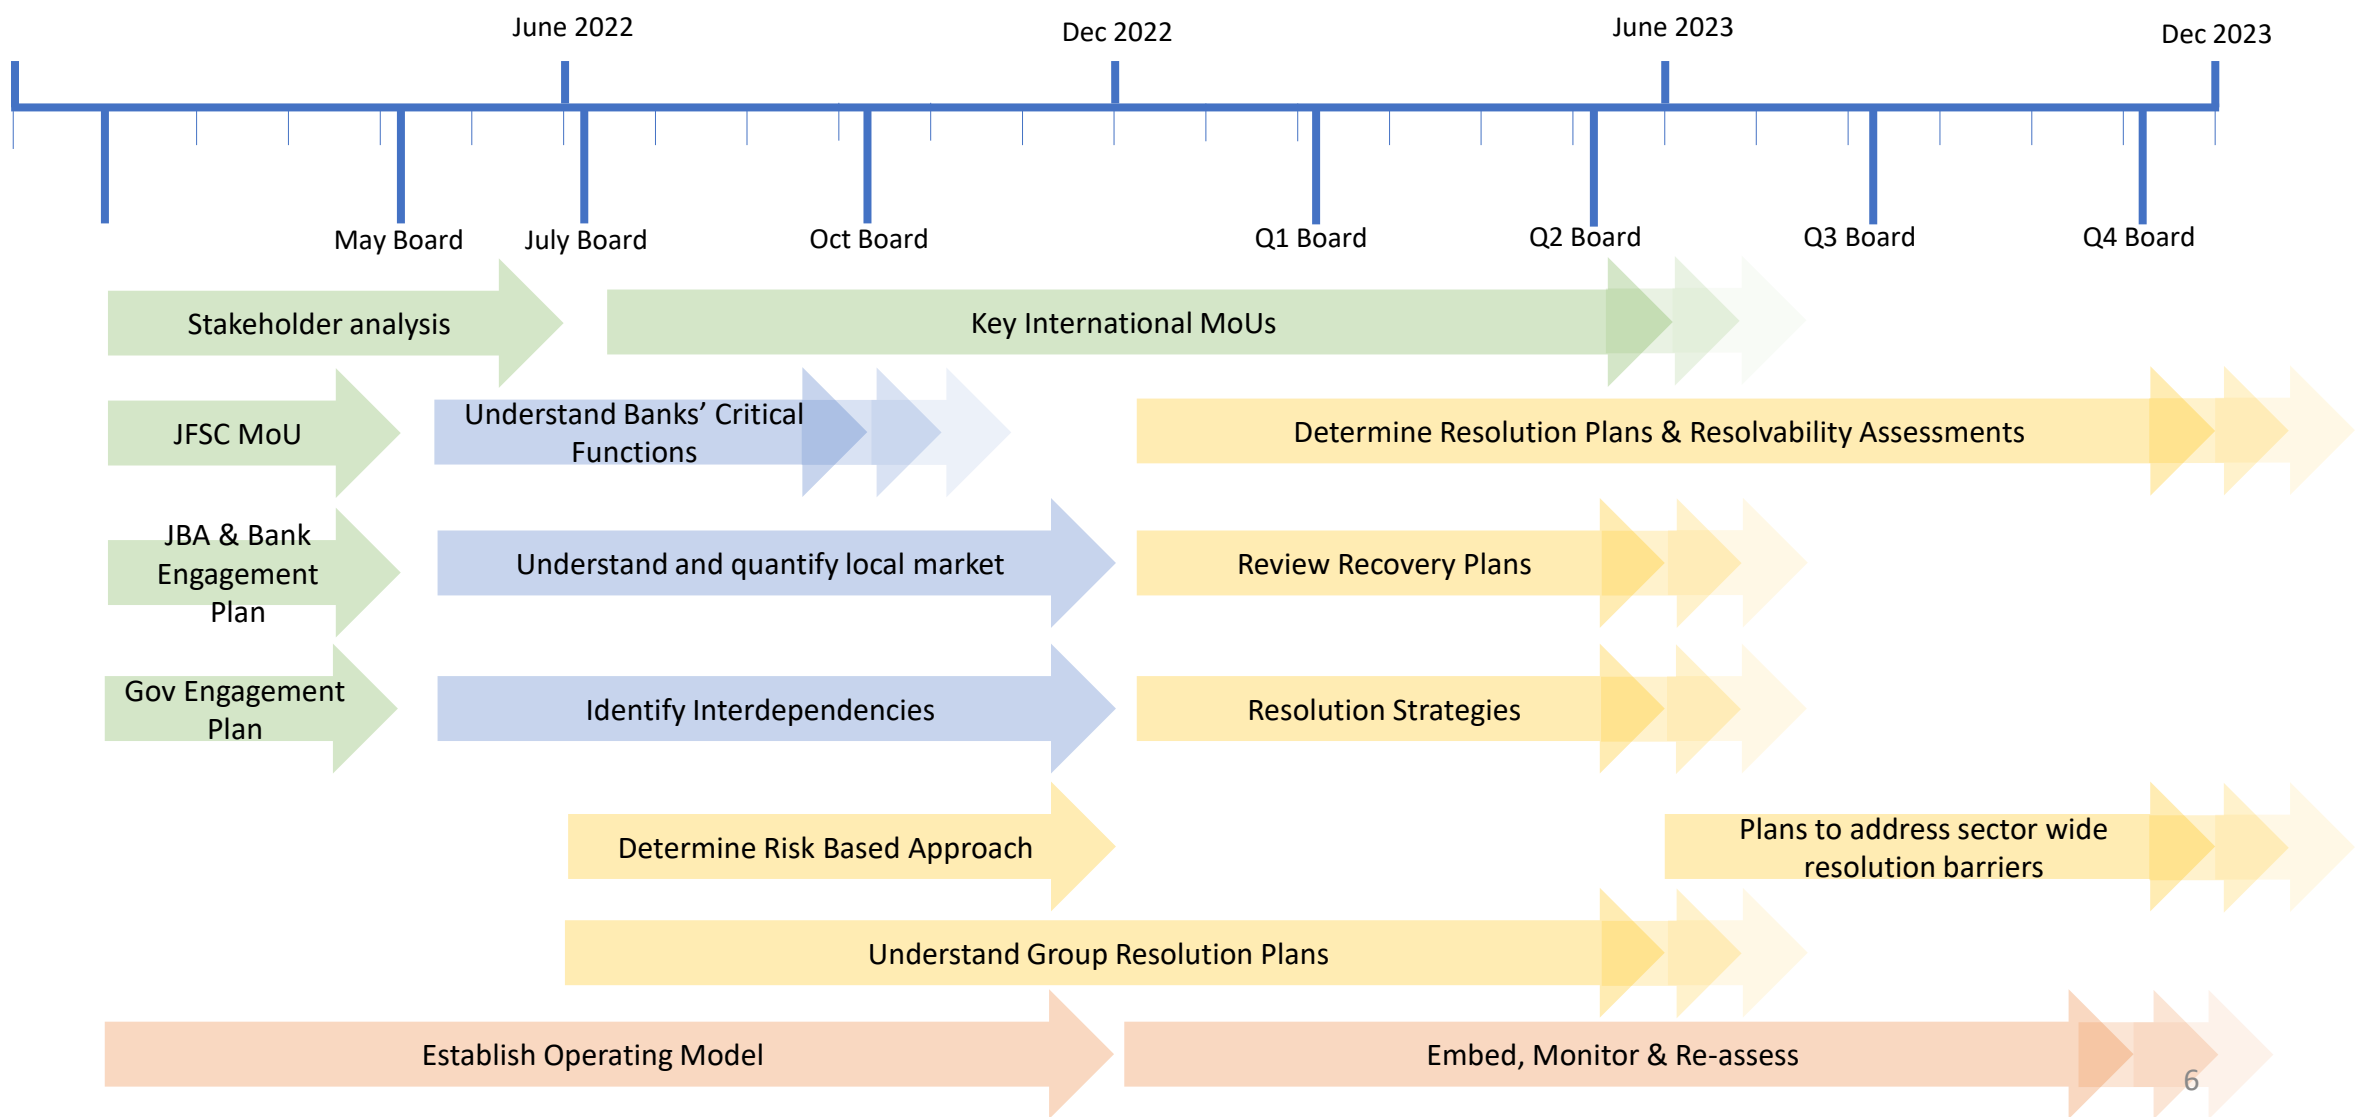 June 2022
Dec 2022
June 2023
Dec 2023
May Board
July Board
Oct Board
Q1 Board
Q2 Board
Q3 Board
Q4 Board
Stakeholder analysis
Key International MoUs
JFSC MoU
Understand Banks’ Critical
Functions
Determine Resolution Plans & Resolvability Assessments
JBA & Bank
Engagement
Plan
Understand and quantify local market
Review Recovery Plans
Gov Engagement
Plan
Identify Interdependencies
Resolution Strategies
Determine Risk Based Approach
Plans to address sector wide
resolution barriers
Understand Group Resolution Plans
Establish Operating Model
Embed, Monitor & Re-assess
6